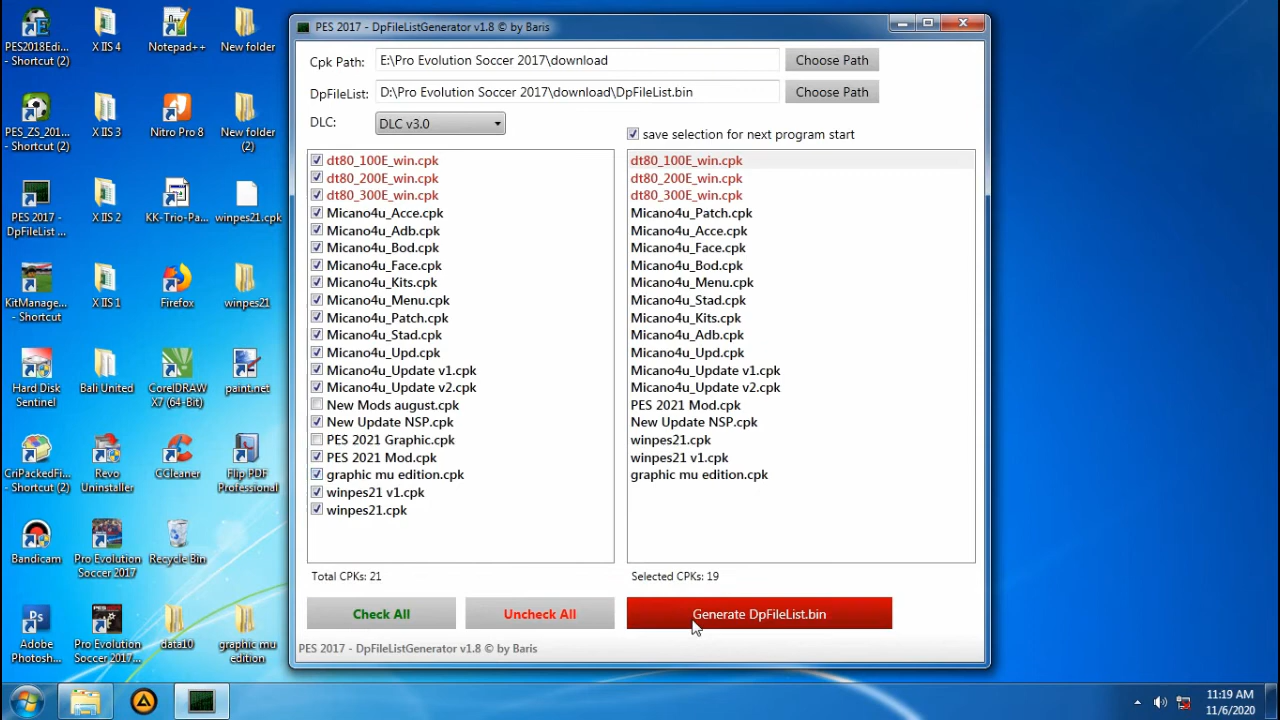 PES2018Edi...
- Shortcut (2)
X IIS 4
Notepad++
New folder
PES_ZS_201...
- Shortcut (2)
X IIS 3
Nitro Pro 8
New folder
(2)
PES 2017 -
DpFileList ...
X IIS 2
KK-Trio-Pa...
winpes21.cpk
KitManage...
- Shortcut
X IIS 1
Firefox
winpes21
Hard Disk
Sentinel
Bali United
CorelDRAW
X7 (64-Bit)
paint.net
CriPackedFi...
- Shortcut (2)
Revo
Uninstaller
CCleaner
Flip PDF
Professional
Bandicam
Pro Evolution
Soccer 2017
Recycle Bin
Adobe
Photosh...
Pro Evolution
Soccer 2017...
data10
graphic mu
edition
PES 2017 - DpFileListGenerator v1.8 © by Baris
Cpk Path:
E:\Pro Evolution Soccer 2017\download
Choose Path
DpFileList:
D:\Pro Evolution Soccer 2017\download\DpFileList.bin
Choose Path
DLC:
DLC v3.0
save selection for next program start
dt80_100E_win.cpk
dt80_200E_win.cpk
dt80_300E_win.cpk
Micano4u_Acce.cpk
Micano4u_Adb.cpk
Micano4u_Bod.cpk
Micano4u_Face.cpk
Micano4u_Kits.cpk
Micano4u_Menu.cpk
Micano4u_Patch.cpk
Micano4u_Stad.cpk
Micano4u_Upd.cpk
Micano4u_Update v1.cpk
Micano4u_Update v2.cpk
New Mods august.cpk
New Update NSP.cpk
PES 2021 Graphic.cpk
PES 2021 Mod.cpk
graphic mu edition.cpk
winpes21 v1.cpk
winpes21.cpk
dt80_100E_win.cpk
dt80_200E_win.cpk
dt80_300E_win.cpk
Micano4u_Patch.cpk
Micano4u_Acce.cpk
Micano4u_Face.cpk
Micano4u_Bod.cpk
Micano4u_Menu.cpk
Micano4u_Stad.cpk
Micano4u_Kits.cpk
Micano4u_Adb.cpk
Micano4u_Upd.cpk
Micano4u_Update v1.cpk
Micano4u_Update v2.cpk
PES 2021 Mod.cpk
New Update NSP.cpk
winpes21.cpk
winpes21 v1.cpk
graphic mu edition.cpk
Total CPKs: 21
Selected CPKs: 19
Check All
Uncheck All
Generate DpFileList.bin
PES 2017 - DpFileListGenerator v1.8 © by Baris
11:19 AM
11/6/2020